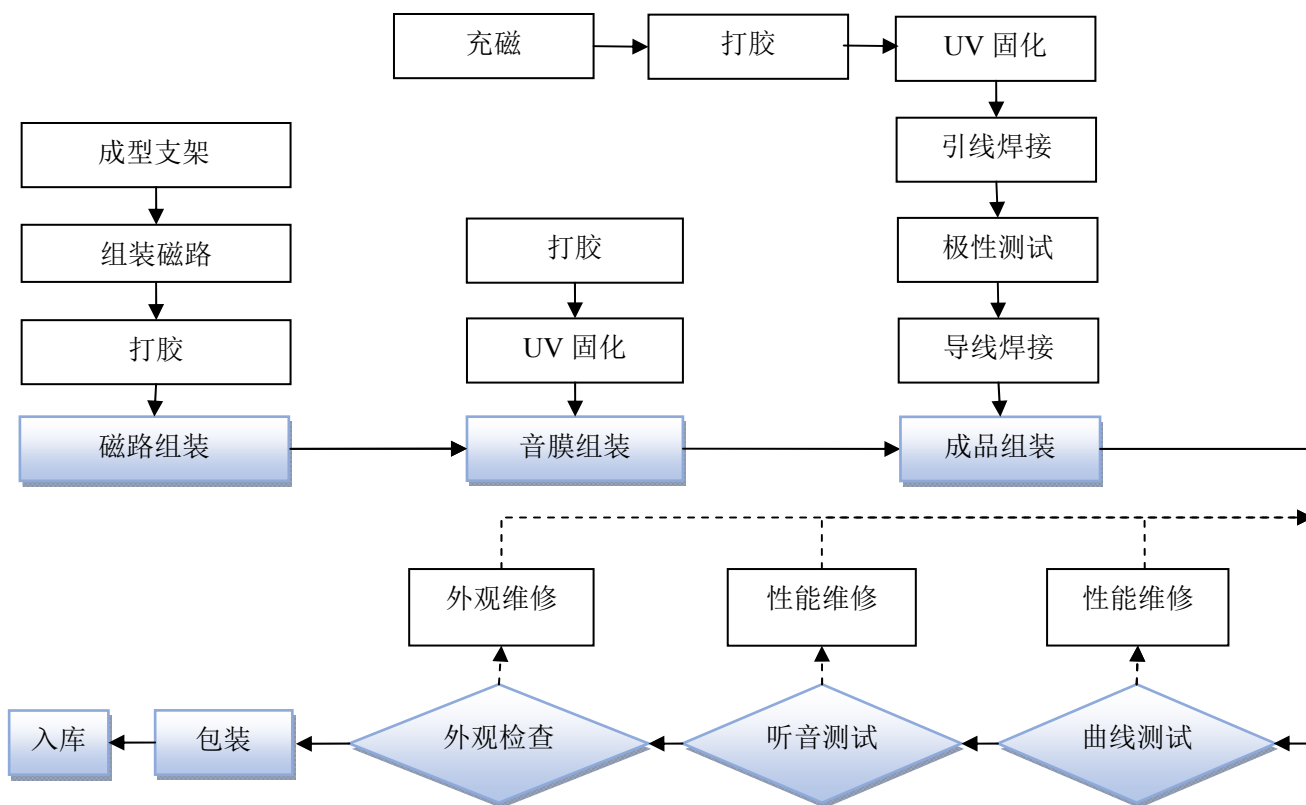 充磁
打胶
UV 固化
成型支架
引线焊接
组装磁路
打胶
极性测试
打胶
UV 固化
导线焊接
磁路组装
音膜组装
成品组装
外观维修
性能维修
性能维修
入库
包装
外观检查
听音测试
曲线测试